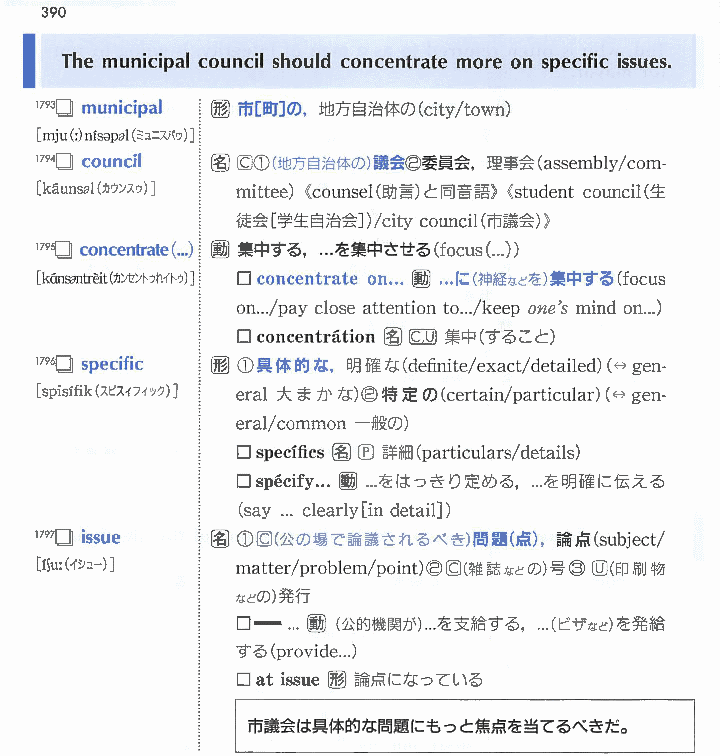 390
The municipal council should concentrate more on specific issues.
1793□ municipal
[mju(ː)nísəpəl(ミュニスパゥ)]
形 市[町]の，地方自治体の(city/town)
1794□ council
[káunsəl(カウンスゥ)]
名 C①(地方自治体の)議会②委員会，理事会(assembly/com-
mittee)《counsel(助言)と同音語》《student council(生
徒会[学生自治会])/city council(市議会)》
1795□ concentrate(...)
[kánsəntrèit(カンセントゥれイトゥ)]
動 集中する，...を集中させる(focus(...))
□ concentrate on... 動 ...に(神経などを)集中する(focus
on.../pay close attention to.../keep one's mind on...)
□ concentrátion 名 C,U 集中(すること)
1796□ specific
[spisífik(スピスィフィック)]
形 ①具体的な，明確な(definite/exact/detailed)(↔gen-
eral 大まかな)②特定の(certain/particular)(↔gen-
eral/common 一般の)
□ specífics 名 P 詳細(particulars/details)
□ spécify... 動 ...をはっきり定める，...を明確に伝える
(say ... clearly[in detail])
1797□ issue
[íʃuː(イシュー)]
名 ①C(公の場で論議されるべき)問題(点)，論点(subject/
matter/problem/point)②C(雑誌などの)号③U(印刷物
などの)発行
□━ ... 動 (公的機関が)...を支給する，...(ビザなど)を発給
する(provide...)
□ at issue 形 論点になっている
市議会は具体的な問題にもっと焦点を当てるべきだ。